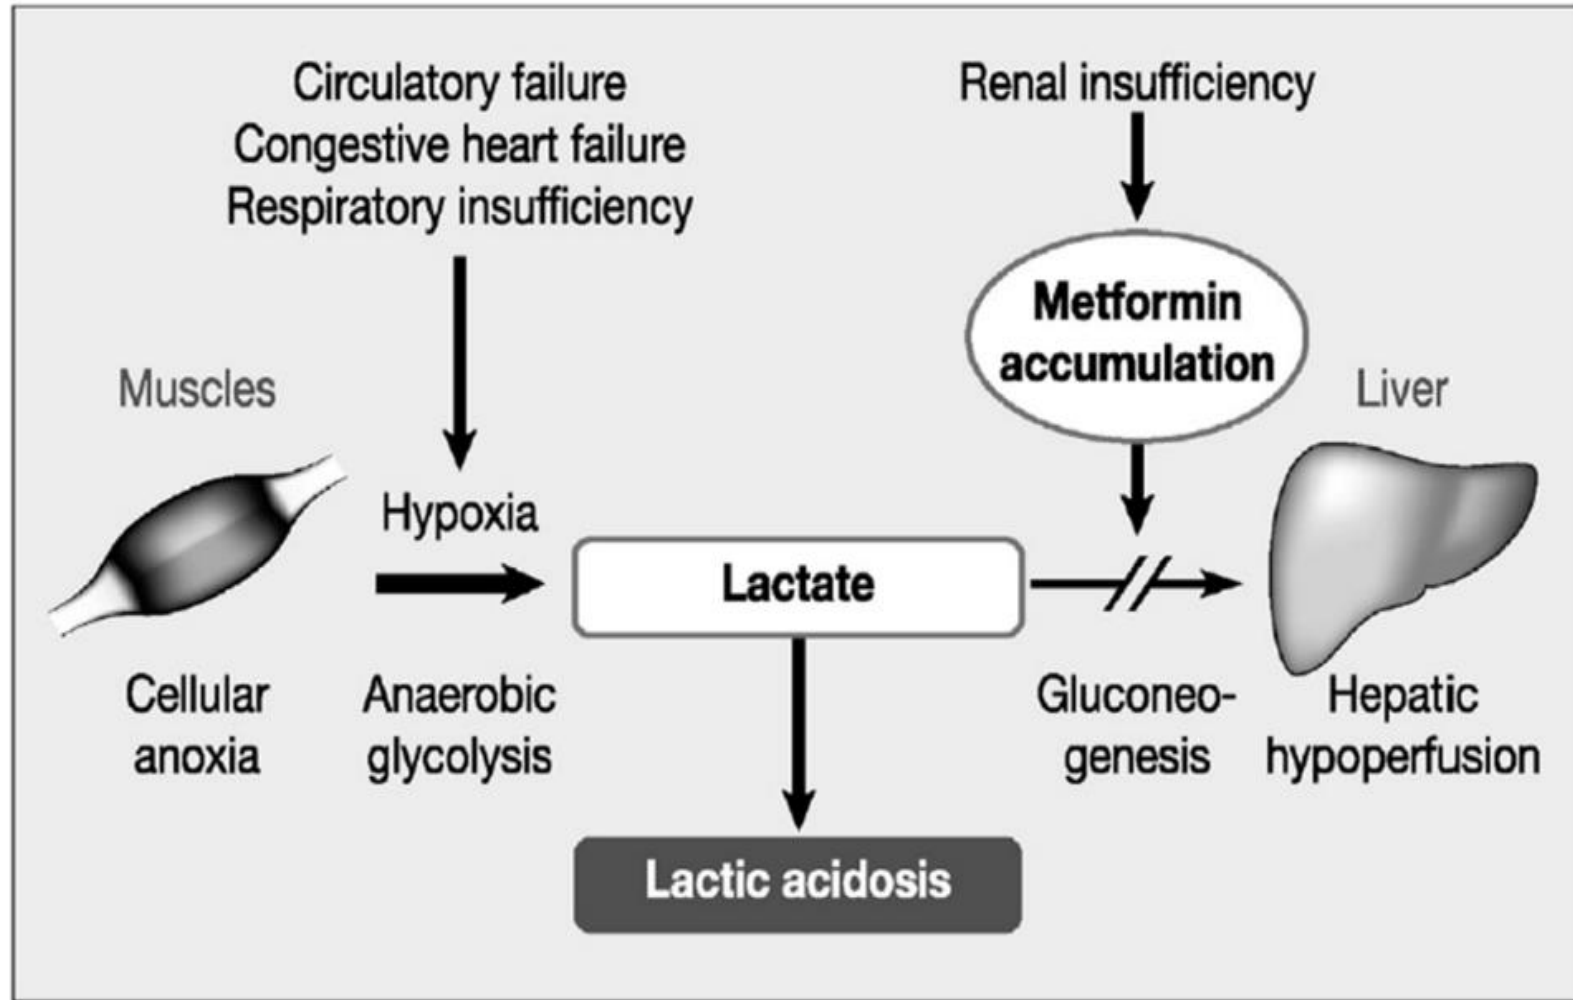 Circulatory failure
Congestive heart failure
Respiratory insufficiency
Renal insufficiency
Metformin
accumulation
Muscles
Liver
Hypoxia
Lactate
Cellular
anoxia
Anaerobic
glycolysis
Gluconeo-
genesis
Hepatic
hypoperfusion
Lactic acidosis